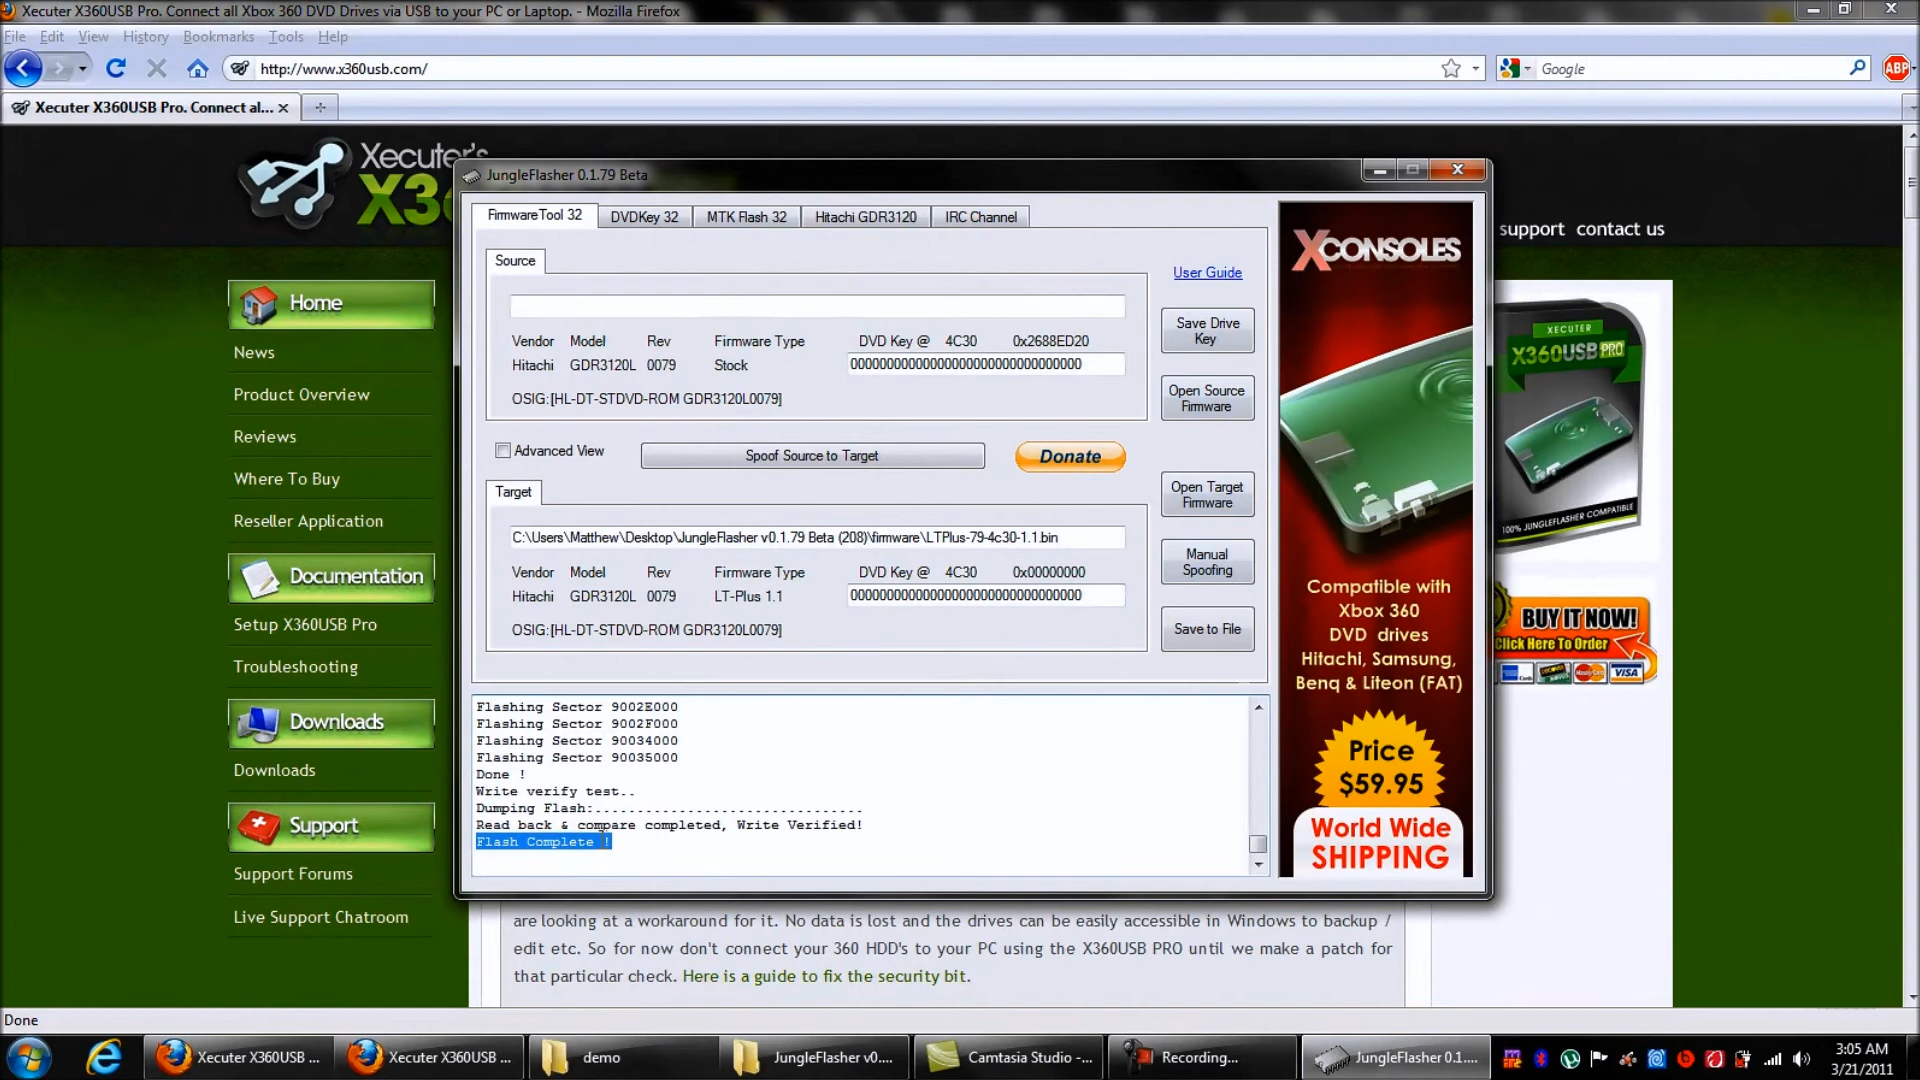 Xecuter X360USB Pro. Connect all Xbox 360 DVD Drives via USB to your PC or Laptop. - Mozilla Firefox
File Edit View History Bookmarks Tools Help
http://www.x360usb.com/
Google
ABP
Xecuter X360USB Pro. Connect al...
Xecuter's
X3
support contact us
Home
News
Product Overview
Reviews
Where To Buy
Reseller Application
Documentation
Setup X360USB Pro
Troubleshooting
Downloads
Downloads
Support
Support Forums
Live Support Chatroom
JungleFlasher 0.1.79 Beta
FirmwareTool 32 DVDKey 32 MTK Flash 32 Hitachi GDR3120 IRC Channel
Source
User Guide
Vendor Model Rev Firmware Type DVD Key @ 4C30 0x2688ED20
Hitachi GDR3120L 0079 Stock 00000000000000000000000000000000
OSIG:[HL-DT-STDVD-ROM GDR3120L0079]
Save Drive
Key
Open Source
Firmware
Advanced View Spoof Source to Target Donate
Target
C:\Users\Matthew\Desktop\JungleFlasher v0.1.79 Beta (208)\firmware\LTPlus-79-4c30-1.1.bin
Vendor Model Rev Firmware Type DVD Key @ 4C30 0x00000000
Hitachi GDR3120L 0079 LT-Plus 1.1 00000000000000000000000000000000
OSIG:[HL-DT-STDVD-ROM GDR3120L0079]
Open Target
Firmware
Manual
Spoofing
Save to File
Flashing Sector 9002E000
Flashing Sector 9002F000
Flashing Sector 90034000
Flashing Sector 90035000
Done !
Write verify test..
Dumping Flash:................................
Read back & compare completed, Write Verified!
Flash Complete !
XCONSOLES
Compatible with
Xbox 360
DVD drives
Hitachi, Samsung,
Benq & Liteon (FAT)
Price
$59.95
World Wide
SHIPPING
XECUTER
X360USB PRO
100% JUNGLEFLASHER COMPATIBLE
BUY IT NOW!
Click Here To Order
VISA
are looking at a workaround for it. No data is lost and the drives can be easily accessible in Windows to backup /
edit etc. So for now don't connect your 360 HDD's to your PC using the X360USB PRO until we make a patch for
that particular check. Here is a guide to fix the security bit.
Done
Xecuter X360USB ...
Xecuter X360USB ...
demo
JungleFlasher v0....
Camtasia Studio -...
Recording...
JungleFlasher 0.1....
3:05 AM
3/21/2011